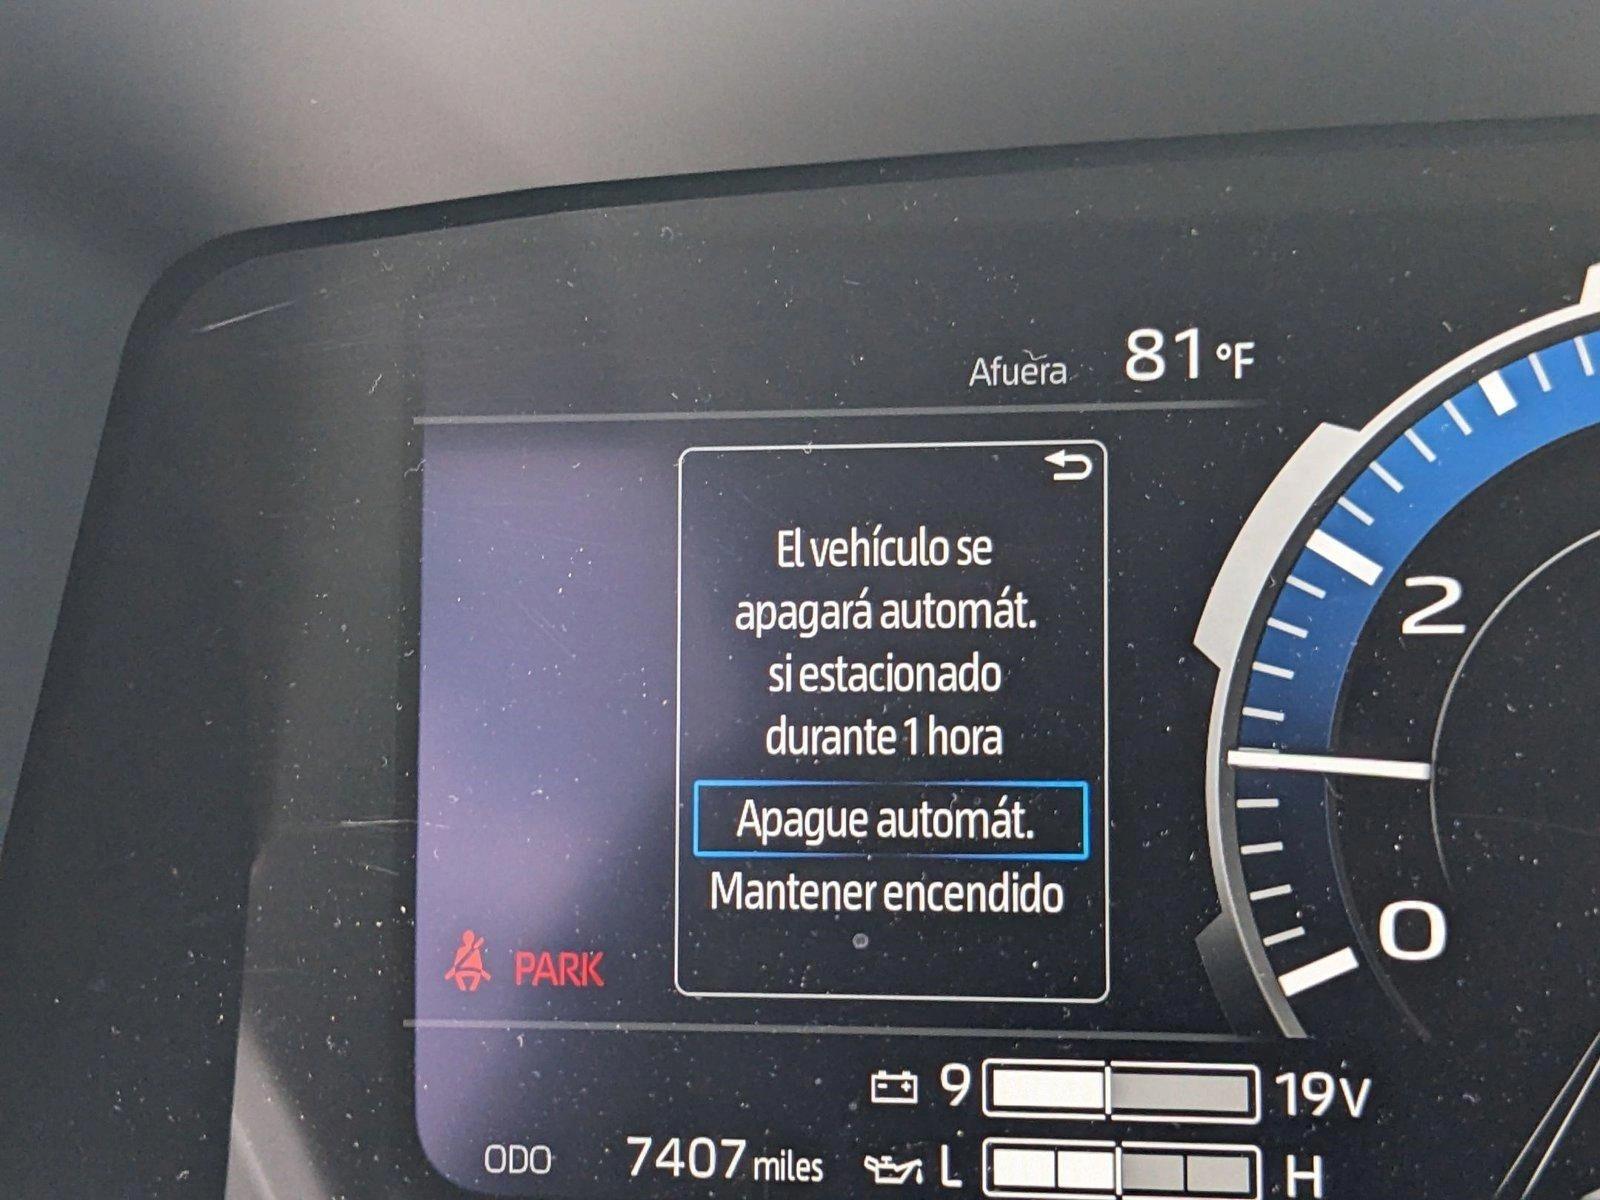 Afuera 81 °F
El vehículo se
apagará automát.
si estacionado
durante 1 hora
Apague automát.
Mantener encendido
PARK
2
0
9 19V
ODO 7407 miles L H